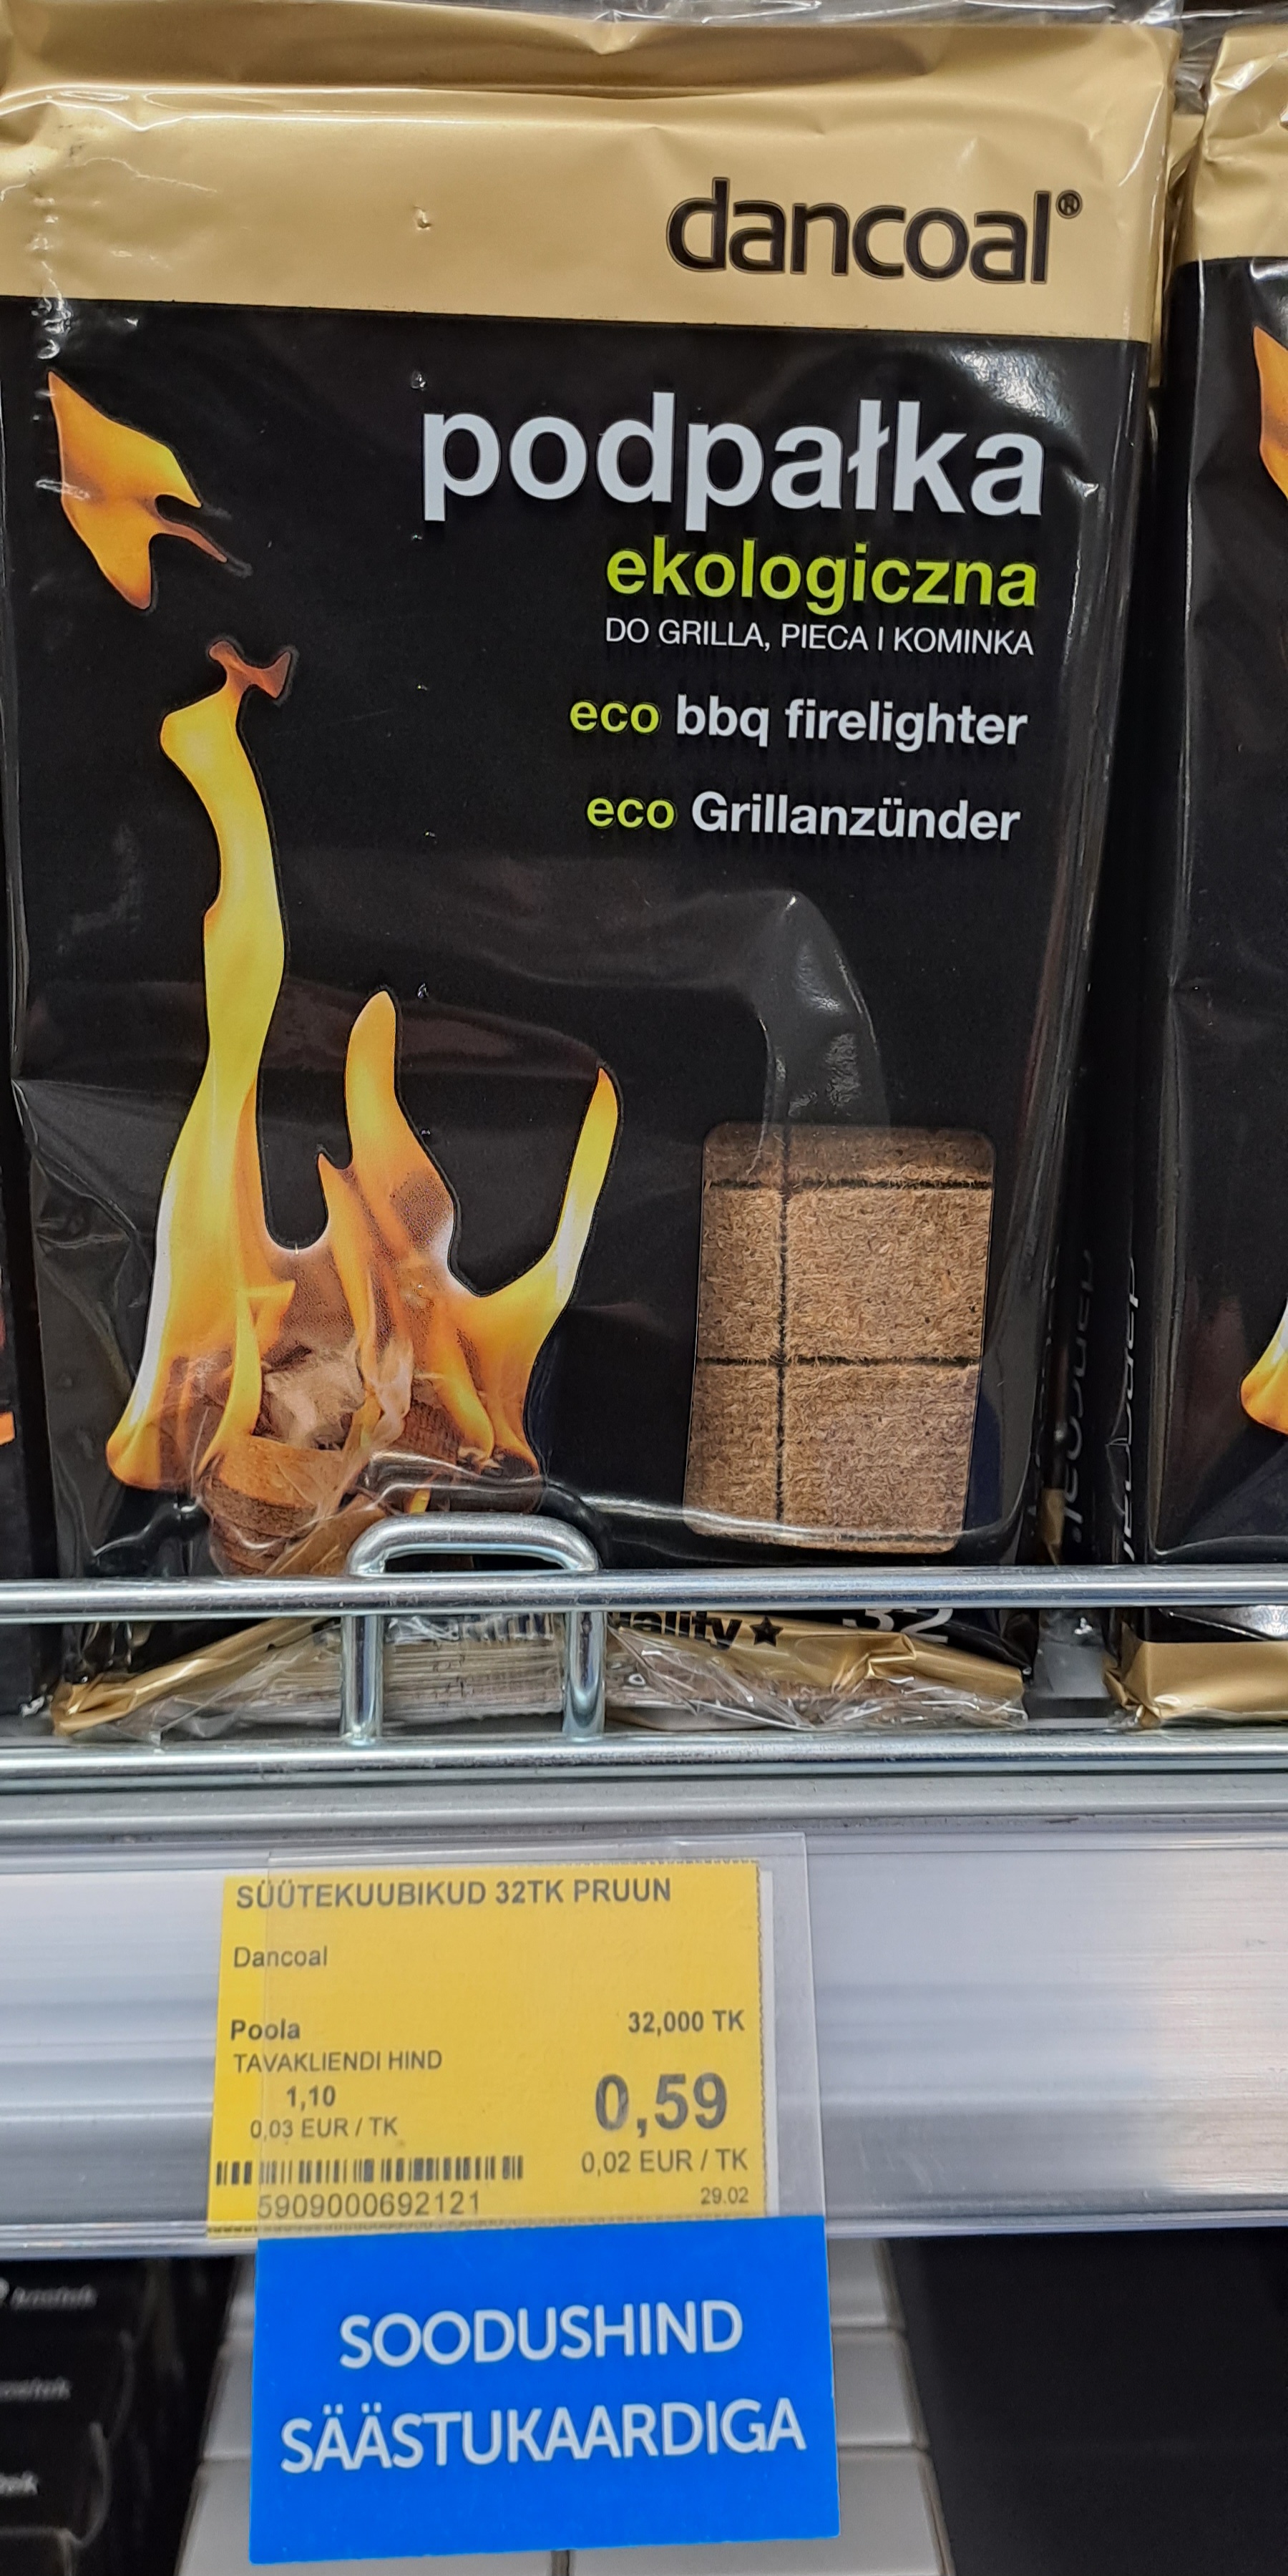 dancoal®
podpałka
ekologiczna
DO GRILLA, PIECA I KOMINKA
eco bbq firelighter
eco Grillanzünder
32
SÜÜTEKUUBIKUD 32TK PRUUN
Dancoal
Poola
32,000 TK
TAVAKLIENDI HIND
1,10
0,59
0,03 EUR / TK
0,02 EUR / TK
5909000692121
29.02
SOODUSHIND
SÄÄSTUKAARDIGA